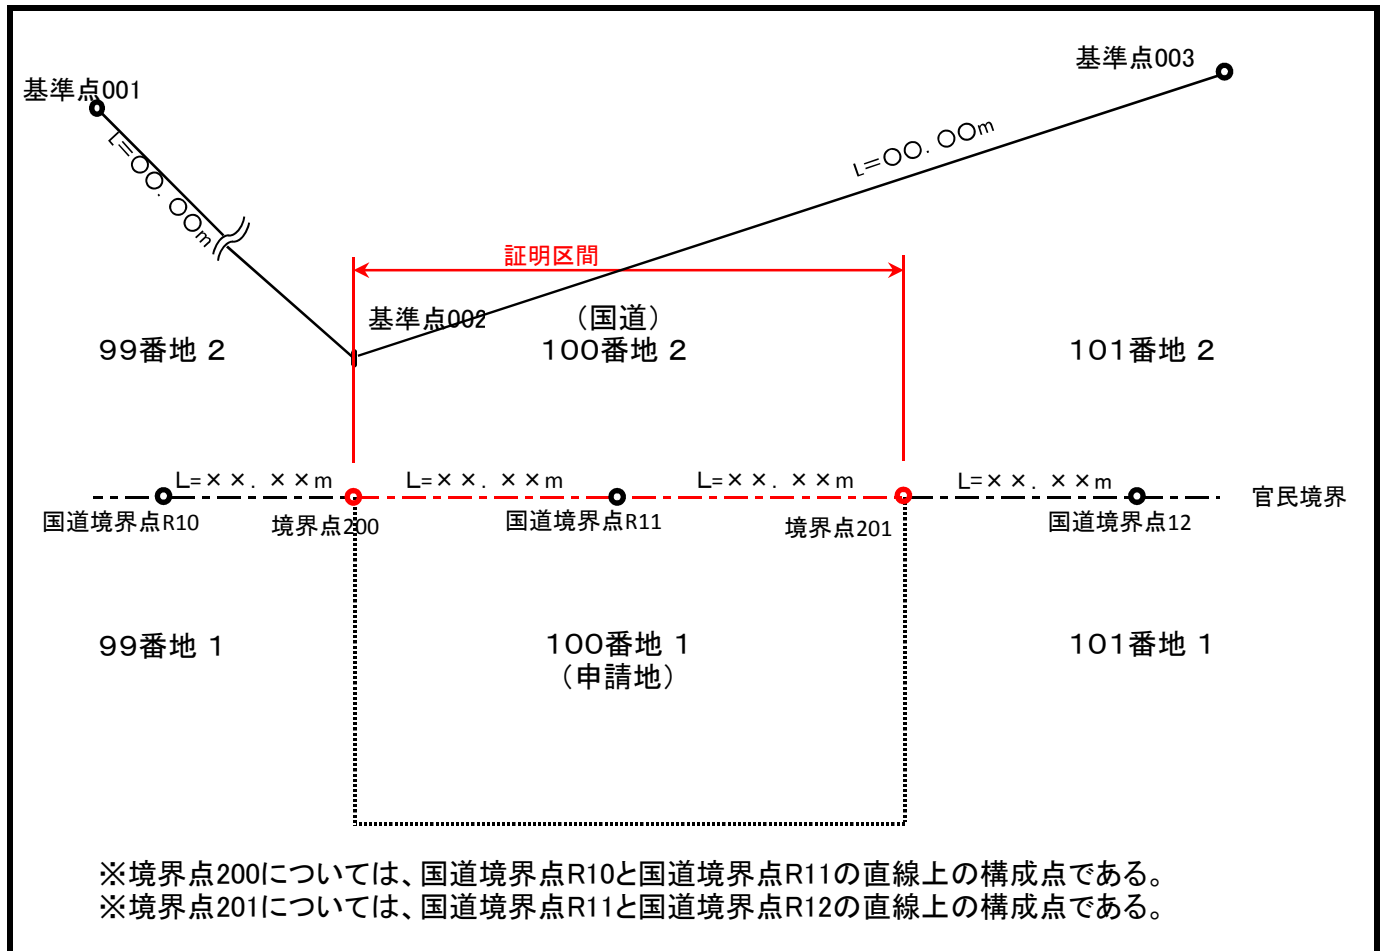 基準点001
基準点003
L=〇〇.〇〇m
L=〇〇.〇〇m
証明区間
基準点002
(国道)
99番地 2
100番地 2
101番地 2
L=××.××m
L=××.××m
L=××.××m
L=××.××m
官民境界
国道境界点R10
境界点200
国道境界点R11
境界点201
国道境界点12
99番地 1
100番地 1
101番地 1
(申請地)
※境界点200については、国道境界点R10と国道境界点R11の直線上の構成点である。
※境界点201については、国道境界点R11と国道境界点R12の直線上の構成点である。